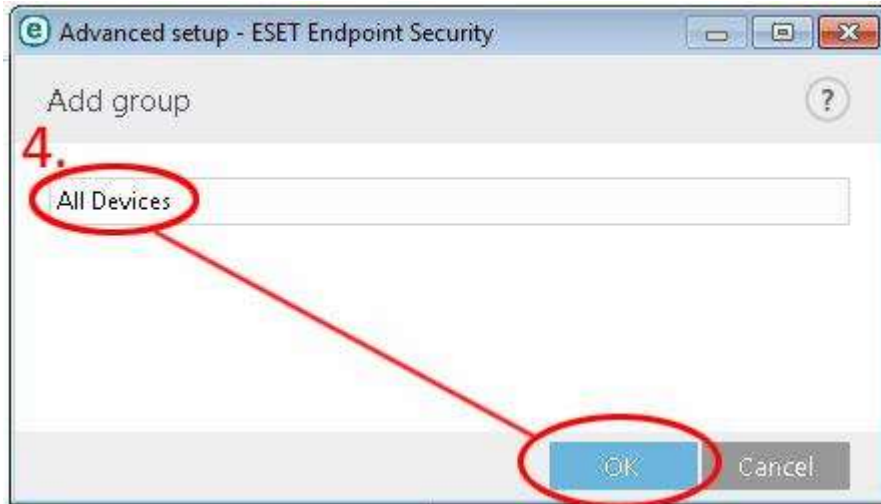 e Advanced setup - ESET Endpoint Security
Add group
?
4.
All Devices
OK
Cancel